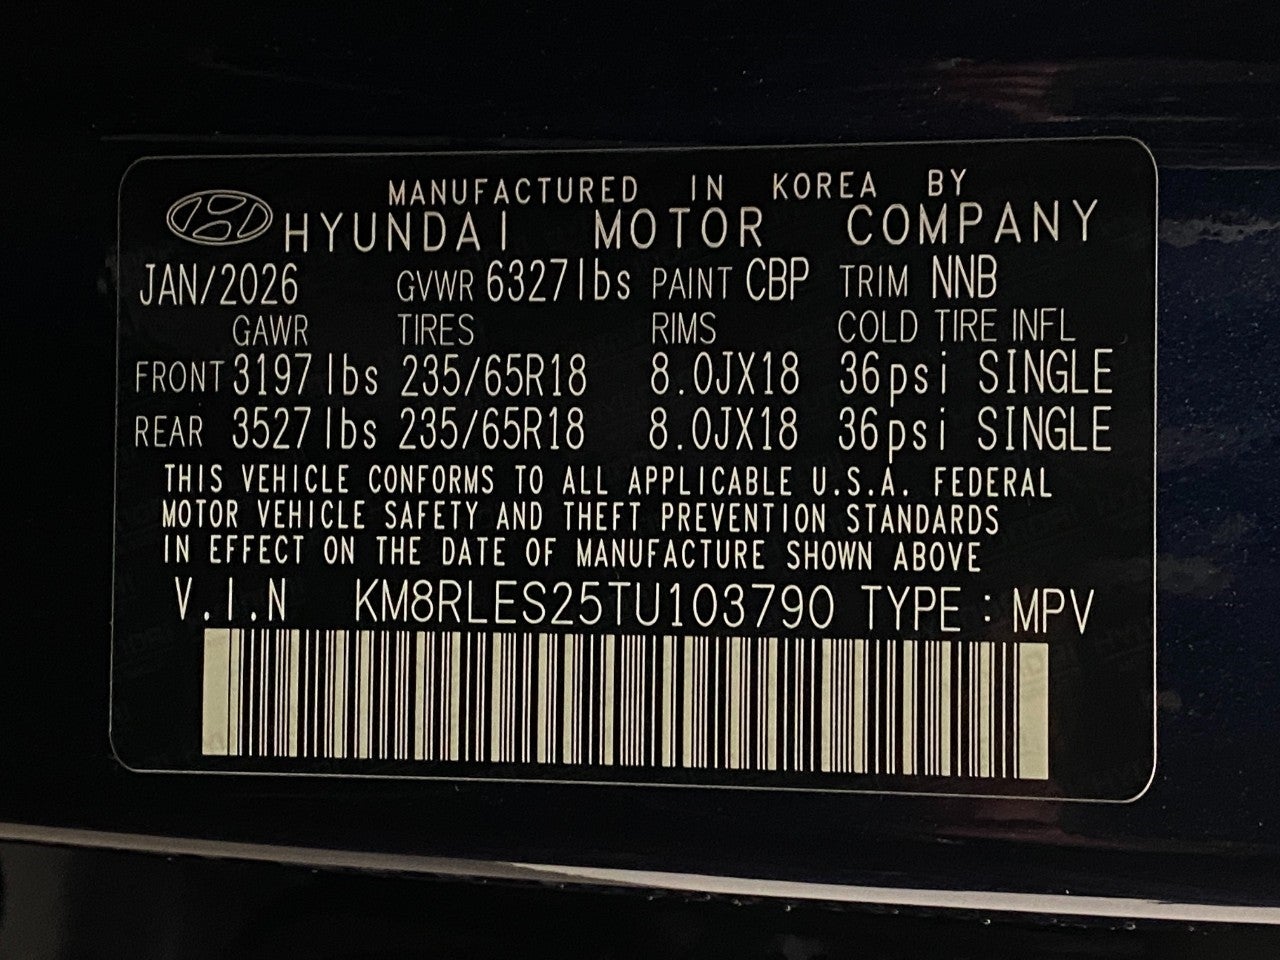 MANUFACTURED IN KOREA BY
HYUNDAI MOTOR COMPANY
JAN/2026 GVWR 6327lbs PAINT CBP TRIM NNB
GAWR TIRES RIMS COLD TIRE INFL
FRONT 3197lbs 235/65R18 8.0JX18 36psi SINGLE
REAR 3527lbs 235/65R18 8.0JX18 36psi SINGLE
THIS VEHICLE CONFORMS TO ALL APPLICABLE U.S.A. FEDERAL
MOTOR VEHICLE SAFETY AND THEFT PREVENTION STANDARDS
IN EFFECT ON THE DATE OF MANUFACTURE SHOWN ABOVE
V.I.N KM8RLES25TU103790 TYPE : MPV